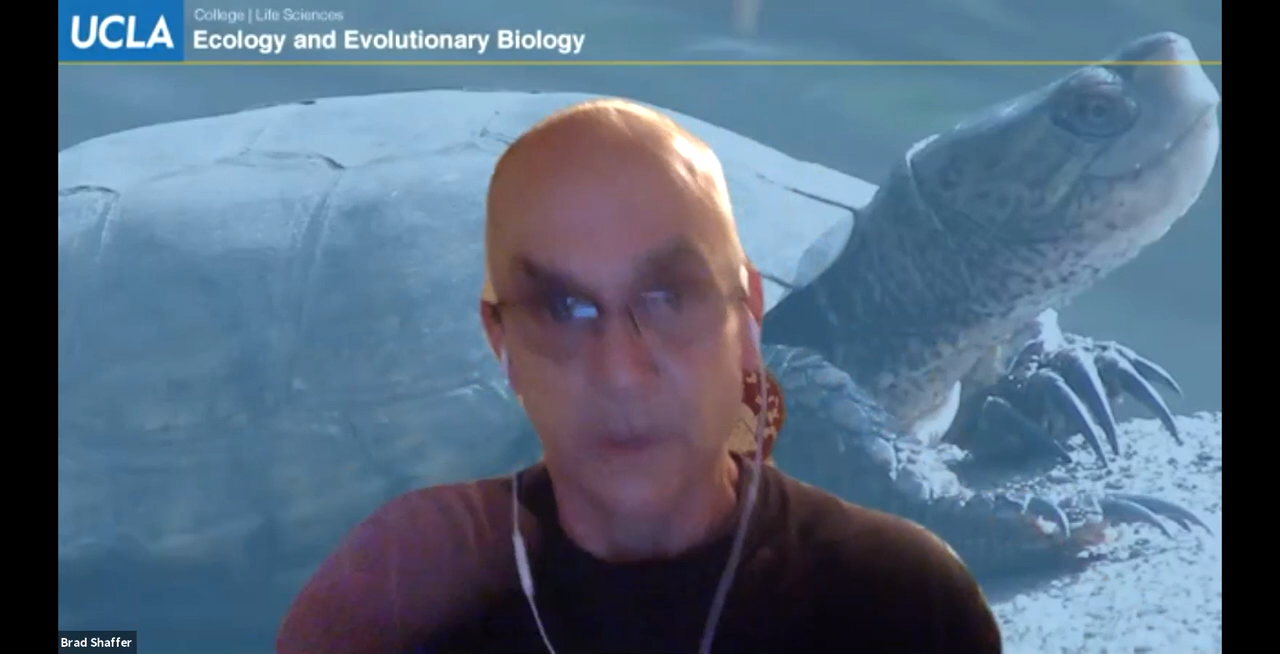 UCLA
College | Life Sciences
Ecology and Evolutionary Biology
Brad Shaffer